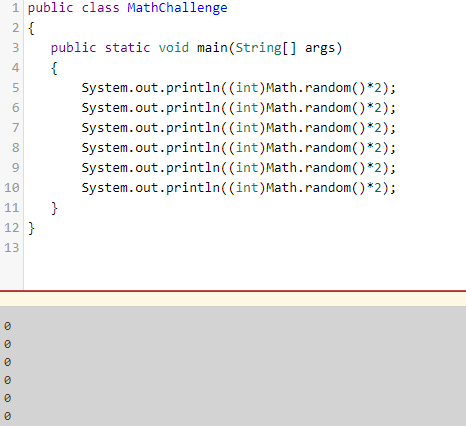 1 public class MathChallenge
2 {
3 public static void main(String[] args)
4 {
5 System.out.println((int)Math.random()*2);
6 System.out.println((int)Math.random()*2);
7 System.out.println((int)Math.random()*2);
8 System.out.println((int)Math.random()*2);
9 System.out.println((int)Math.random()*2);
10 System.out.println((int)Math.random()*2);
11 }
12 }
13
0
0
0
0
0
0